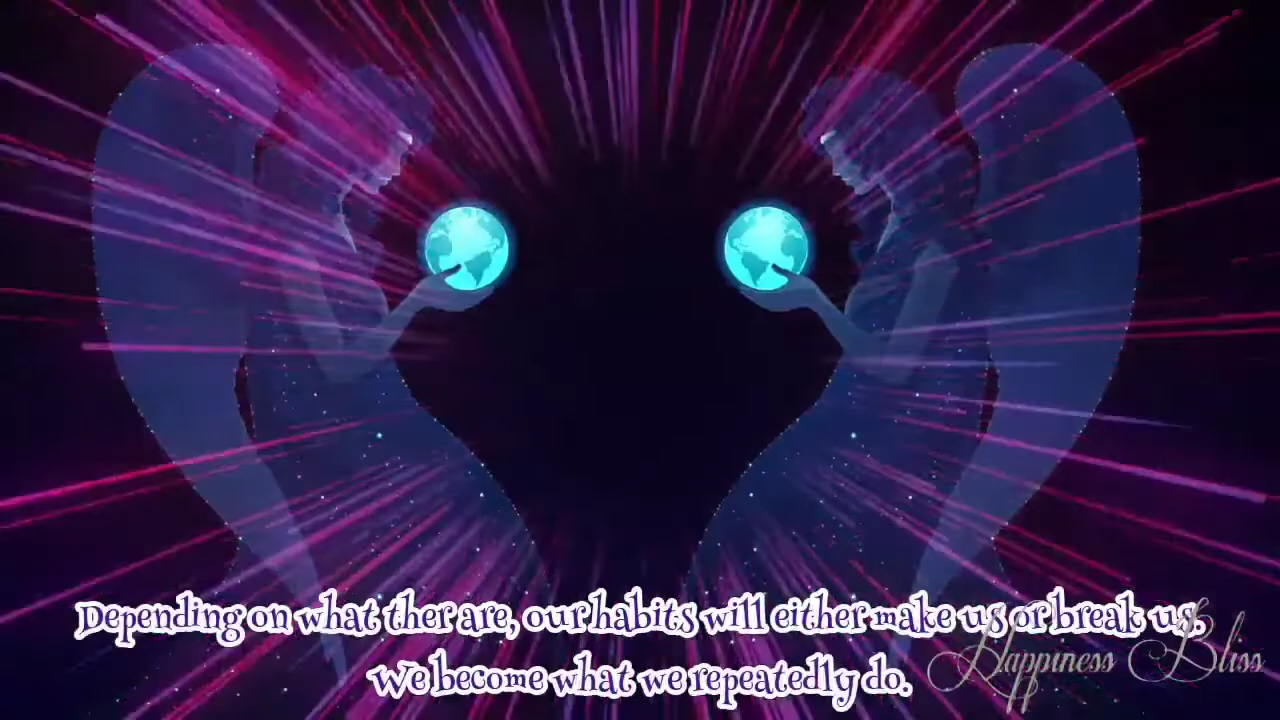 Depending on what ther are, our habits will either make us or break us.
We become what we repeatedly do.
Happiness Bliss